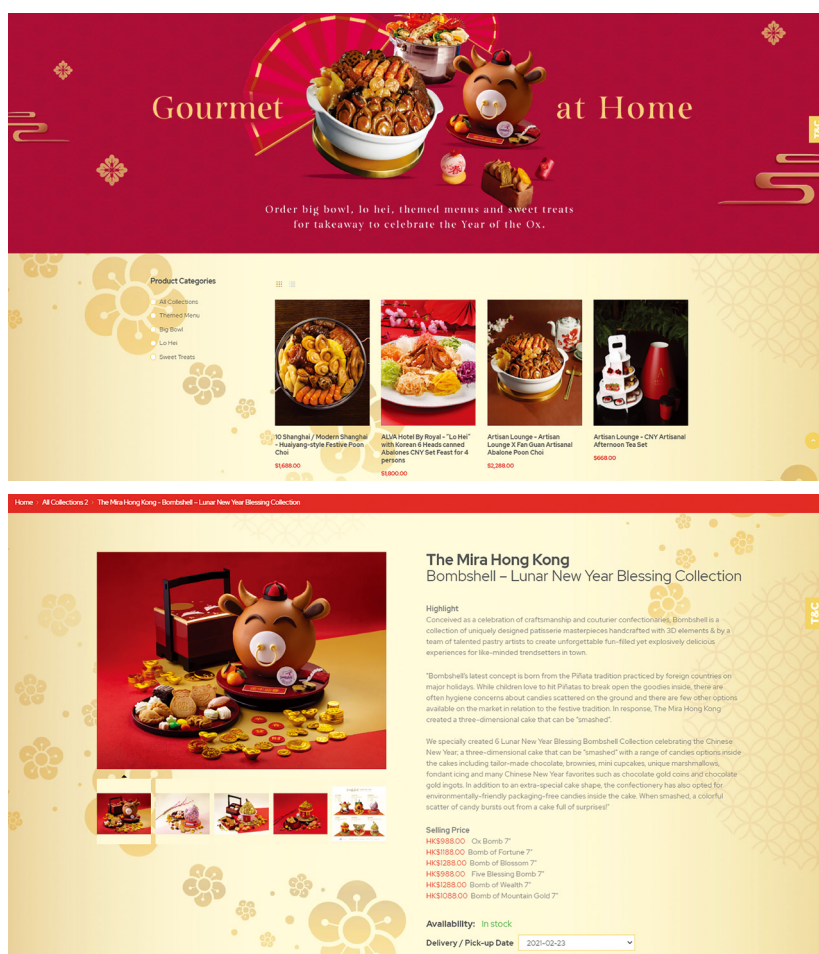 Gourmet at Home
T&C
Order big bowl, lo hei, themed menus and sweet treats
for takeaway to celebrate the Year of the Ox.
Product Categories
All Collections
Themed Menu
Big Bowl
Lo Hei
Sweet Treats
10 Shanghai / Modern Shanghai
- Huaiyang-style Festive Poon
Choi
$1,688.00
ALVA Hotel By Royal - "Lo Hei"
with Korean 6 Heads canned
Abalones CNY Set Feast for 4
persons
$1,800.00
Artisan Lounge - Artisan
Lounge X Fan Guan Artisanal
Abalone Poon Choi
$2,288.00
Artisan Lounge - CNY Artisanal
Afternoon Tea Set
$668.00
Home › All Collections 2 › The Mira Hong Kong - Bombshell – Lunar New Year Blessing Collection
The Mira Hong Kong
Bombshell – Lunar New Year Blessing Collection
T&C
Highlight
Conceived as a celebration of craftsmanship and couturier confectionaries, Bombshell is a
collection of uniquely designed patisserie masterpieces handcrafted with 3D elements & by a
team of talented pastry artists to create unforgettable fun-filled yet explosively delicious
experiences for like-minded trendsetters in town.
"Bombshell's latest concept is born from the Piñata tradition practiced by foreign countries on
major holidays. While children love to hit Piñatas to break open the goodies inside, there are
often hygiene concerns about candies scattered on the ground and there are few other options
available on the market in relation to the festive tradition. In response, The Mira Hong Kong
created a three-dimensional cake that can be "smashed".
We specially created 6 Lunar New Year Blessing Bombshell Collection celebrating the Chinese
New Year; a three-dimensional cake that can be "smashed" with a range of candies options inside
the cakes including tailor-made chocolate, brownies, mini cupcakes, unique marshmallows,
fondant icing and many Chinese New Year favorites such as chocolate gold coins and chocolate
gold ingots. In addition to an extra-special cake shape, the confectionery has also opted for
environmentally-friendly packaging-free candies inside the cake. When smashed, a colorful
scatter of candy bursts out from a cake full of surprises!"
Selling Price
HK$988.00 Ox Bomb 7"
HK$1188.00 Bomb of Fortune 7"
HK$1288.00 Bomb of Blossom 7"
HK$988.00 Five Blessing Bomb 7"
HK$1288.00 Bomb of Wealth 7"
HK$1088.00 Bomb of Mountain Gold 7"
Availability: In stock
Delivery / Pick-up Date 2021-02-23